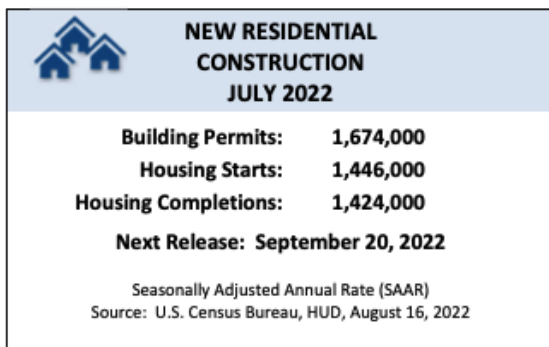 NEW RESIDENTIAL
CONSTRUCTION
JULY 2022
Building Permits: 1,674,000
Housing Starts: 1,446,000
Housing Completions: 1,424,000
Next Release: September 20, 2022
Seasonally Adjusted Annual Rate (SAAR)
Source: U.S. Census Bureau, HUD, August 16, 2022